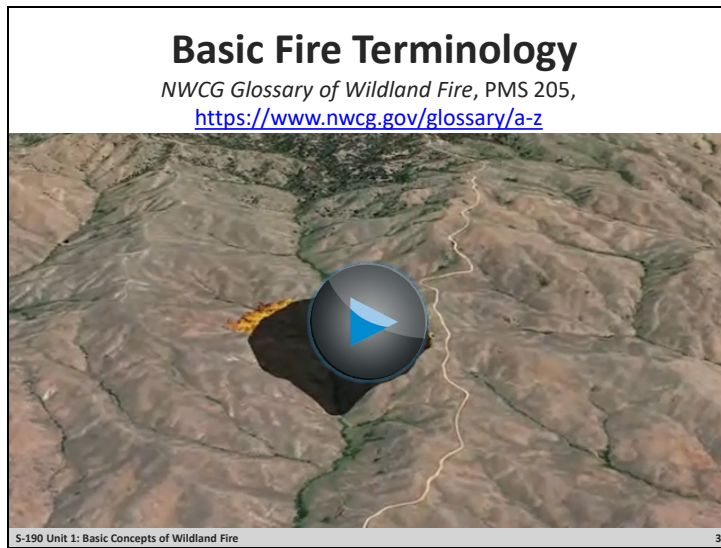 Basic Fire Terminology
NWCG Glossary of Wildland Fire, PMS 205,
https://www.nwcg.gov/glossary/a-z
S-190 Unit 1: Basic Concepts of Wildland Fire 3